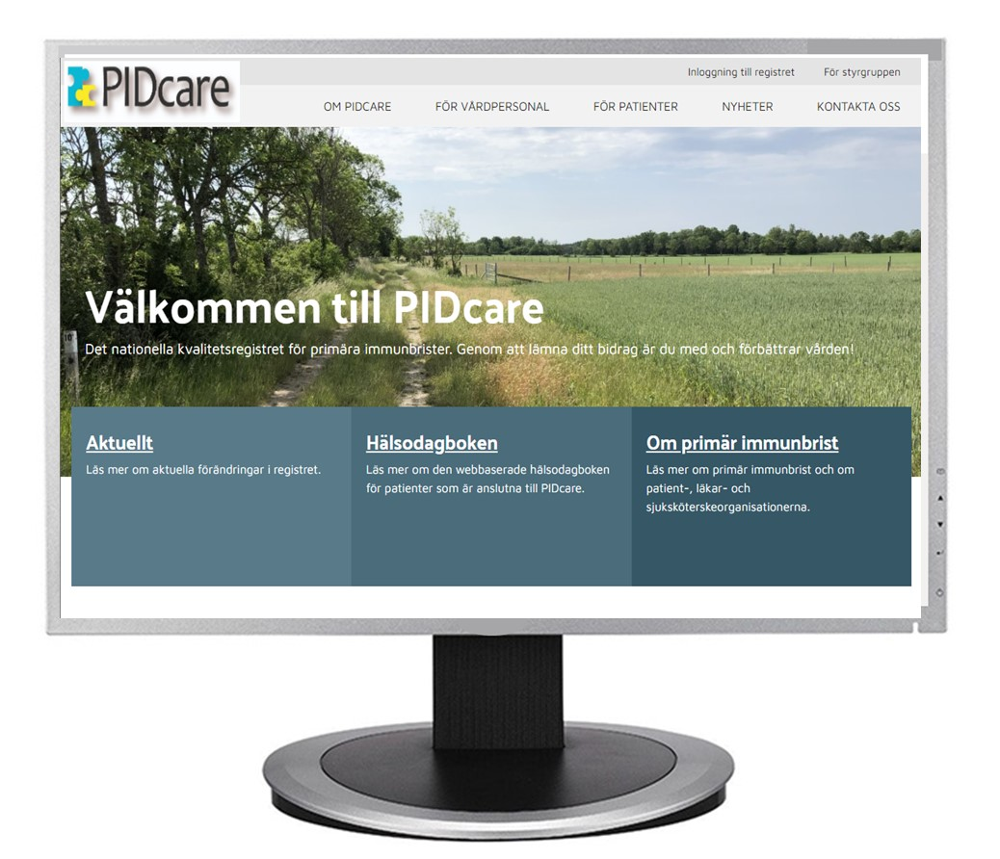 PIDcare
Inloggning till registret För styrgruppen
OM PIDCARE FÖR VÅRDPERSONAL FÖR PATIENTER NYHETER KONTAKTA OSS
Välkommen till PIDcare
Det nationella kvalitetsregistret för primära immunbrister. Genom att lämna ditt bidrag är du med och förbättrar vården!
Aktuellt
Läs mer om aktuella förändringar i registret.
Hälsodagboken
Läs mer om den webbaserade hälsodagboken
för patienter som är anslutna till PIDcare.
Om primär immunbrist
Läs mer om primär immunbrist och om
patient-, läkar- och
sjuksköterskeorganisationerna.